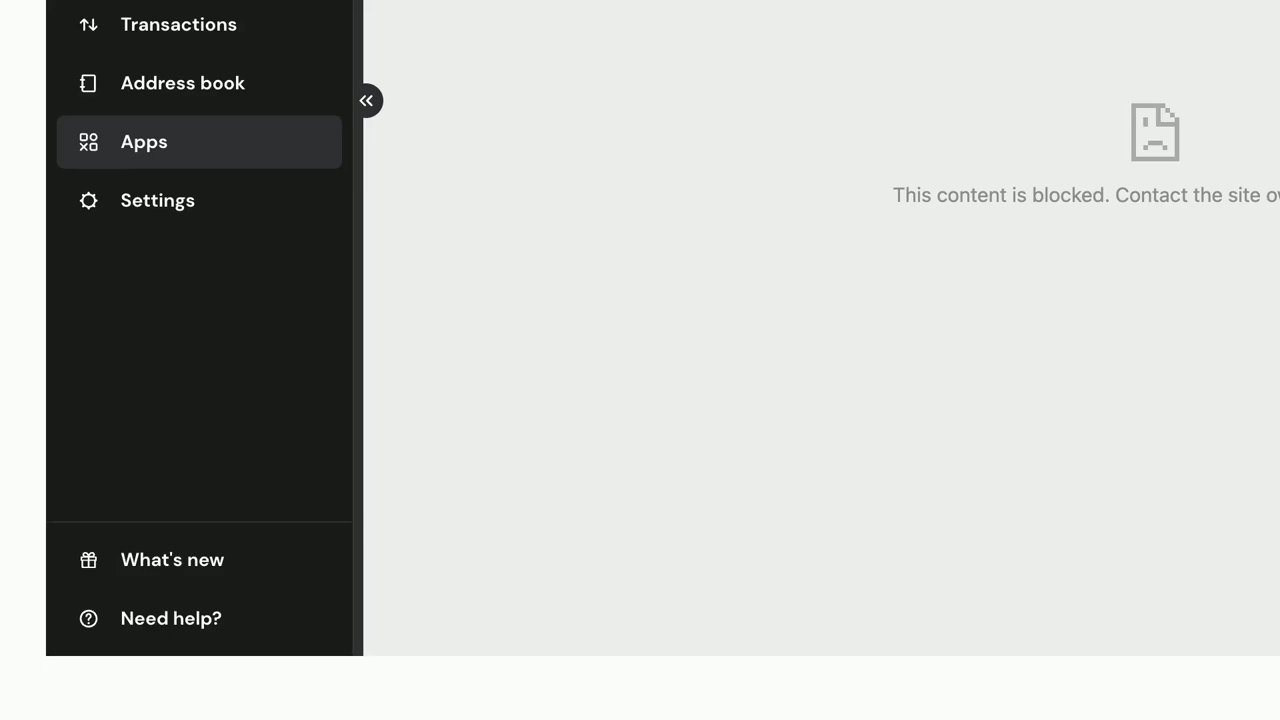 Transactions
Address book
Apps
Settings
This content is blocked. Contact the site
What's new
Need help?